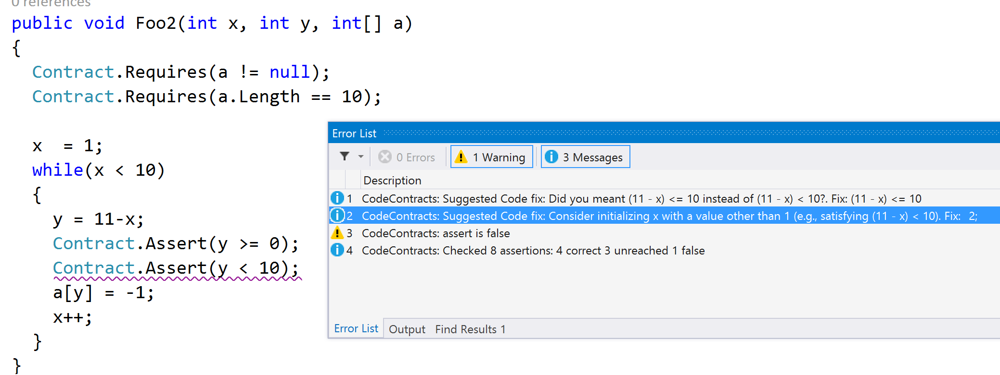 0 references
public void Foo2(int x, int y, int[] a)
{
Contract.Requires(a != null);
Contract.Requires(a.Length == 10);
x  = 1;
while(x < 10)
{
y = 11-x;
Contract.Assert(y >= 0);
Contract.Assert(y < 10);
a[y] = -1;
x++;
}
}
Error List
0 Errors
1 Warning
3 Messages
Description
1 CodeContracts: Suggested Code fix: Did you meant (11 - x) <= 10 instead of (11 - x) < 10?. Fix: (11 - x) <= 10
2 CodeContracts: Suggested Code fix: Consider initializing x with a value other than 1 (e.g., satisfying (11 - x) < 10). Fix:  2;
3 CodeContracts: assert is false
4 CodeContracts: Checked 8 assertions: 4 correct 3 unreached 1 false
Error List Output Find Results 1